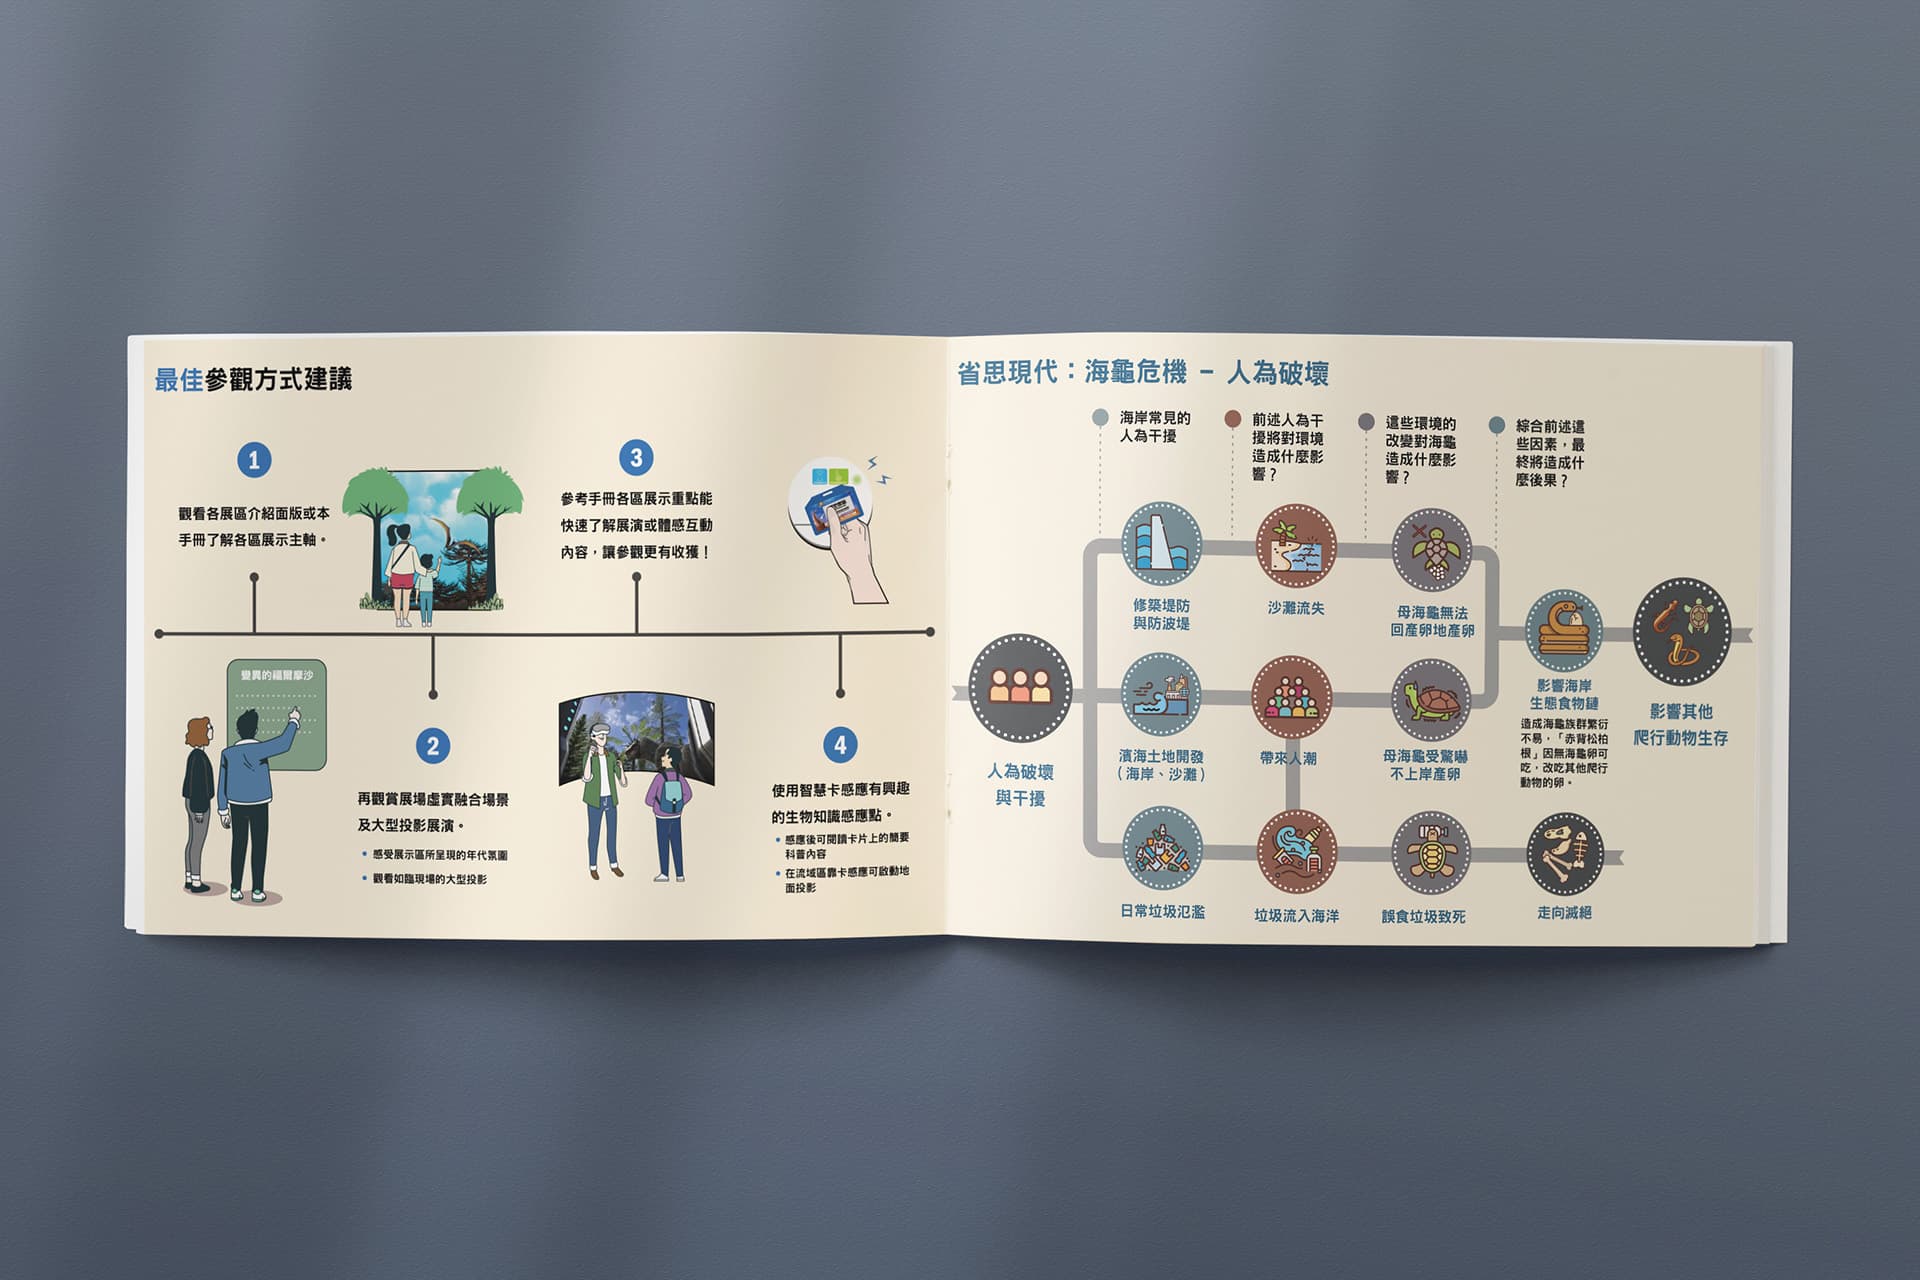 最佳參觀方式建議
1
觀看各展區介紹面版或本
手冊了解各區展示主軸。
變異的福爾摩沙
2
再觀賞展場虛實融合場景
及大型投影展演。
• 感受展示區所呈現的年代氛圍
• 觀看如臨現場的大型投影
3
參考手冊各區展示重點能
快速了解展演或體感互動
內容，讓參觀更有收獲！
4
使用智慧卡感應有興趣
的生物知識感應點。
• 感應後可閱讀卡片上的簡要
科普內容
• 在流域區靠卡感應可啟動地
面投影
省思現代：海龜危機 – 人為破壞
海岸常見的
人為干擾
前述人為干
擾將對環境
造成什麼影
響？
這些環境的
改變對海龜
造成什麼影
響？
綜合前述這
些因素，最
終將造成什
麼後果？
人為破壞
與干擾
修築堤防
與防波堤
沙灘流失
母海龜無法
回產卵地產卵
濱海土地開發
（海岸、沙灘）
帶來人潮
母海龜受驚嚇
不上岸產卵
影響海岸
生態食物鏈
造成海龜族群繁衍
不易，「赤背松柏
根」因無海龜卵可
吃，改吃其他爬行
動物的卵。
影響其他
爬行動物生存
日常垃圾氾濫
垃圾流入海洋
誤食垃圾致死
走向滅絕